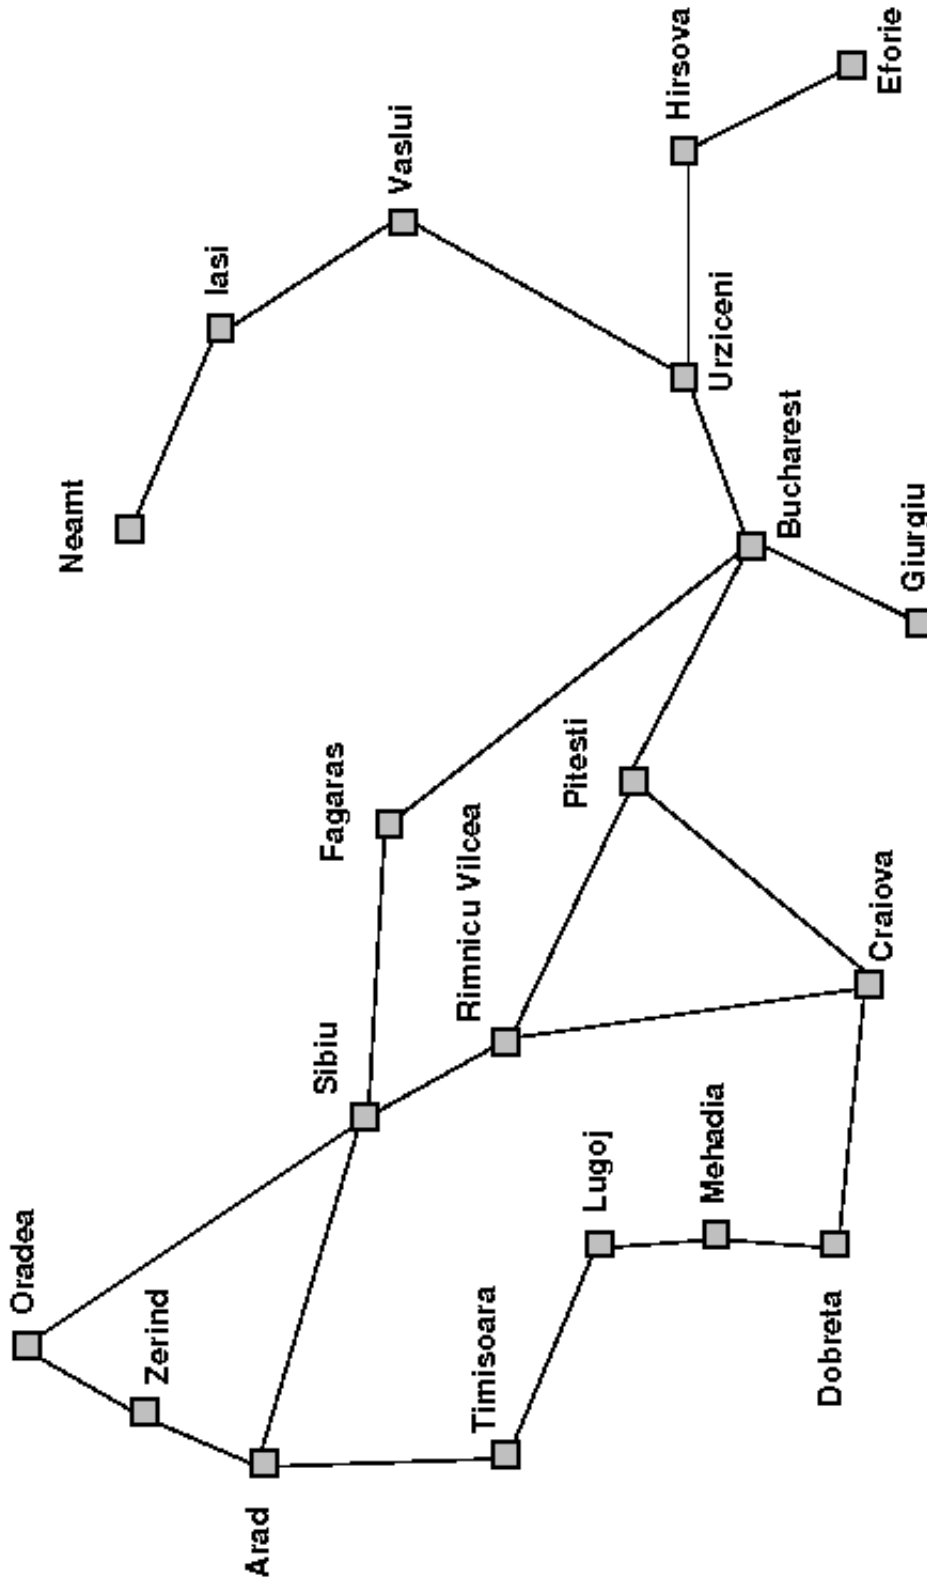 Oradea
Neamt
Zerind
Iasi
Arad
Sibiu
Fagaras
Vaslui
Timisoara
Rimnicu Vilcea
Lugoj
Pitesti
Mehadia
Urziceni
Hirsova
Bucharest
Dobreta
Craiova
Giurgiu
Eforie